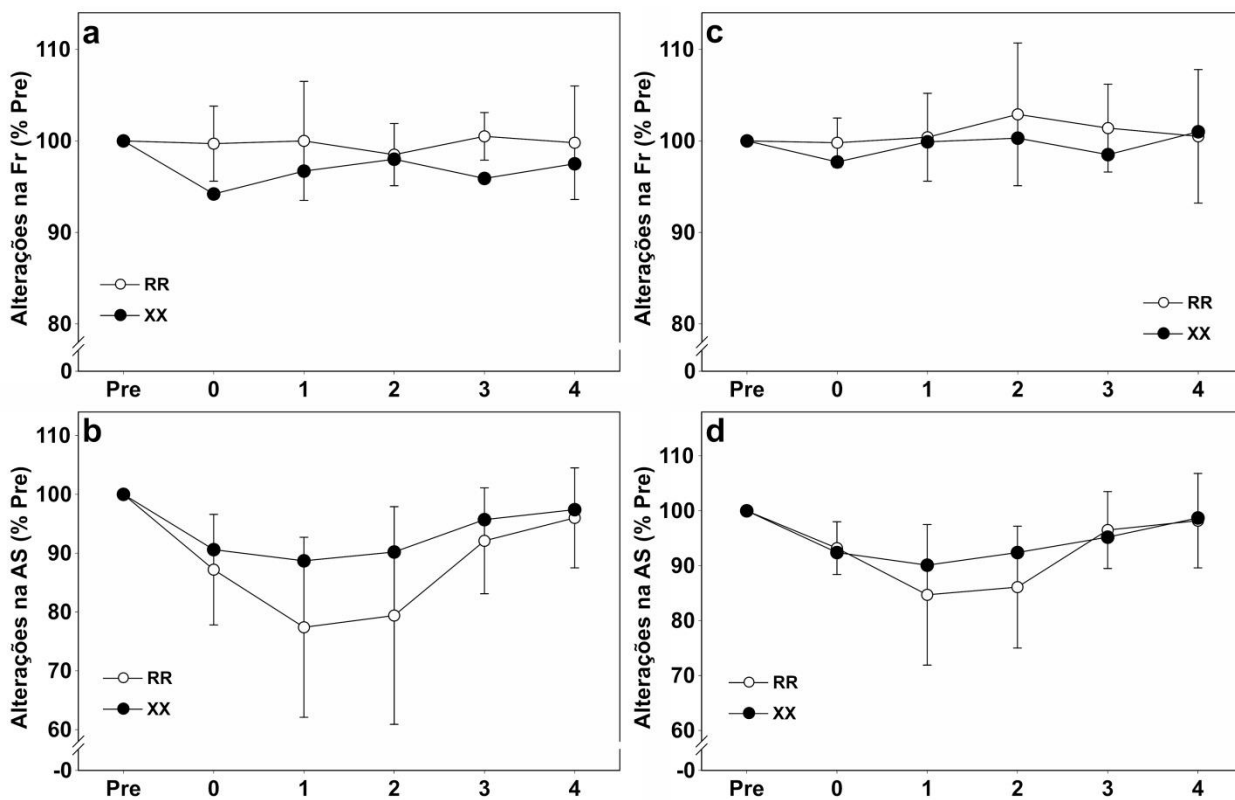 a
Alterações na Fr (% Pre)
110
100
90
80
0
RR
XX
Pre 0 1 2 3 4
c
Alterações na Fr (% Pre)
110
100
90
80
0
RR
XX
Pre 0 1 2 3 4
b
Alterações na AS (% Pre)
110
100
90
80
70
60
-0
RR
XX
Pre 0 1 2 3 4
d
Alterações na AS (% Pre)
110
100
90
80
70
60
-0
RR
XX
Pre 0 1 2 3 4